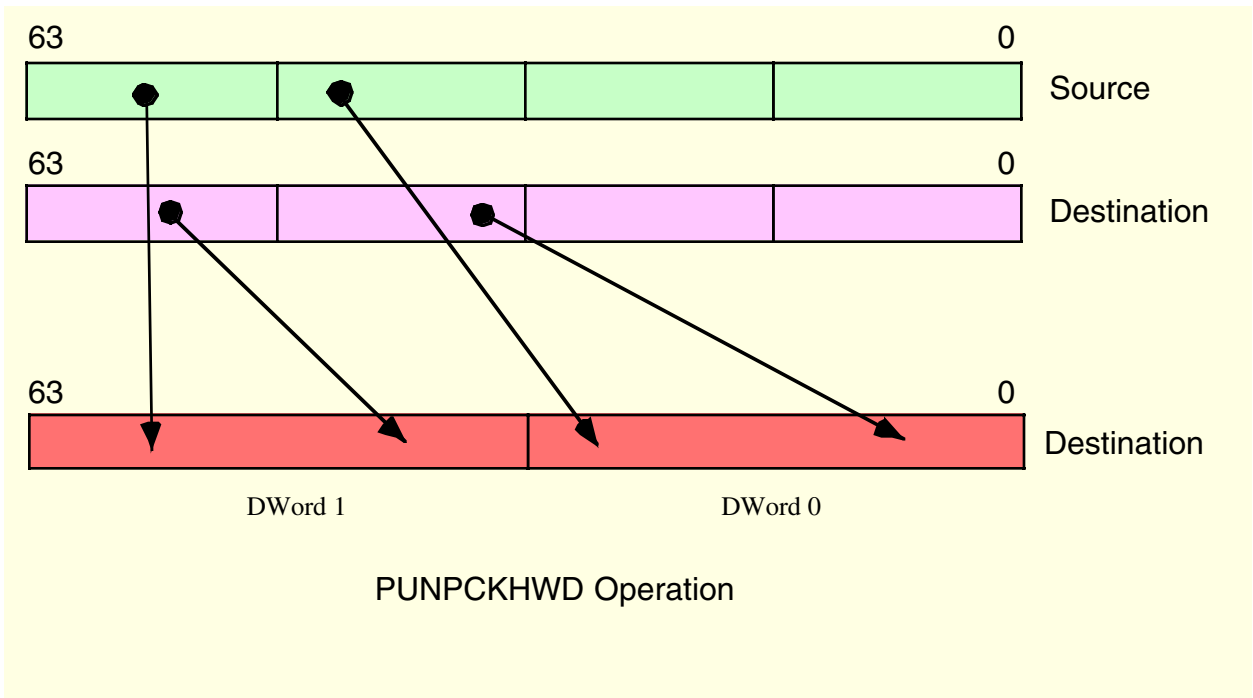 63 0
Source
63 0
Destination
63 0
Destination
DWord 1 DWord 0
PUNPCKHWD Operation